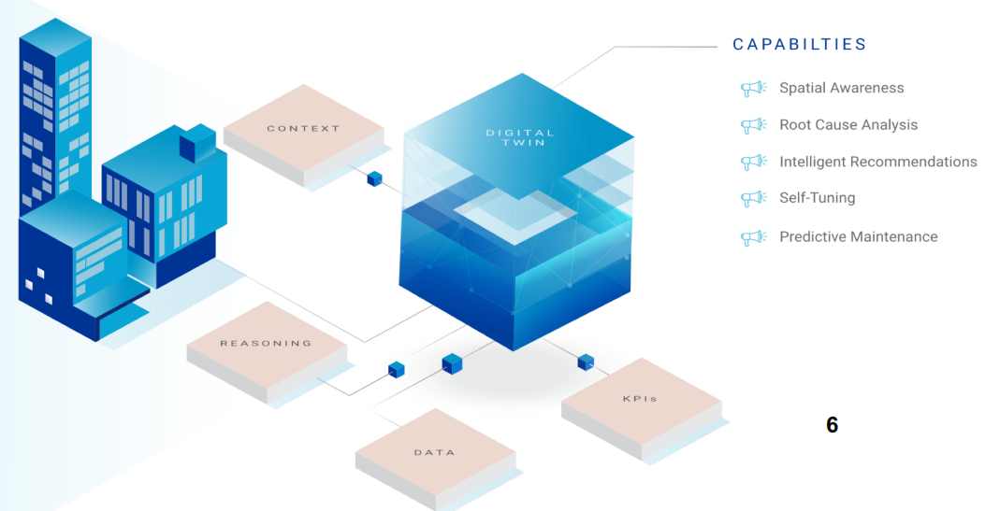 CAPABILTIES
Spatial Awareness
Root Cause Analysis
Intelligent Recommendations
Self-Tuning
Predictive Maintenance
CONTEXT
DIGITAL
TWIN
REASONING
KPIs
DATA
6